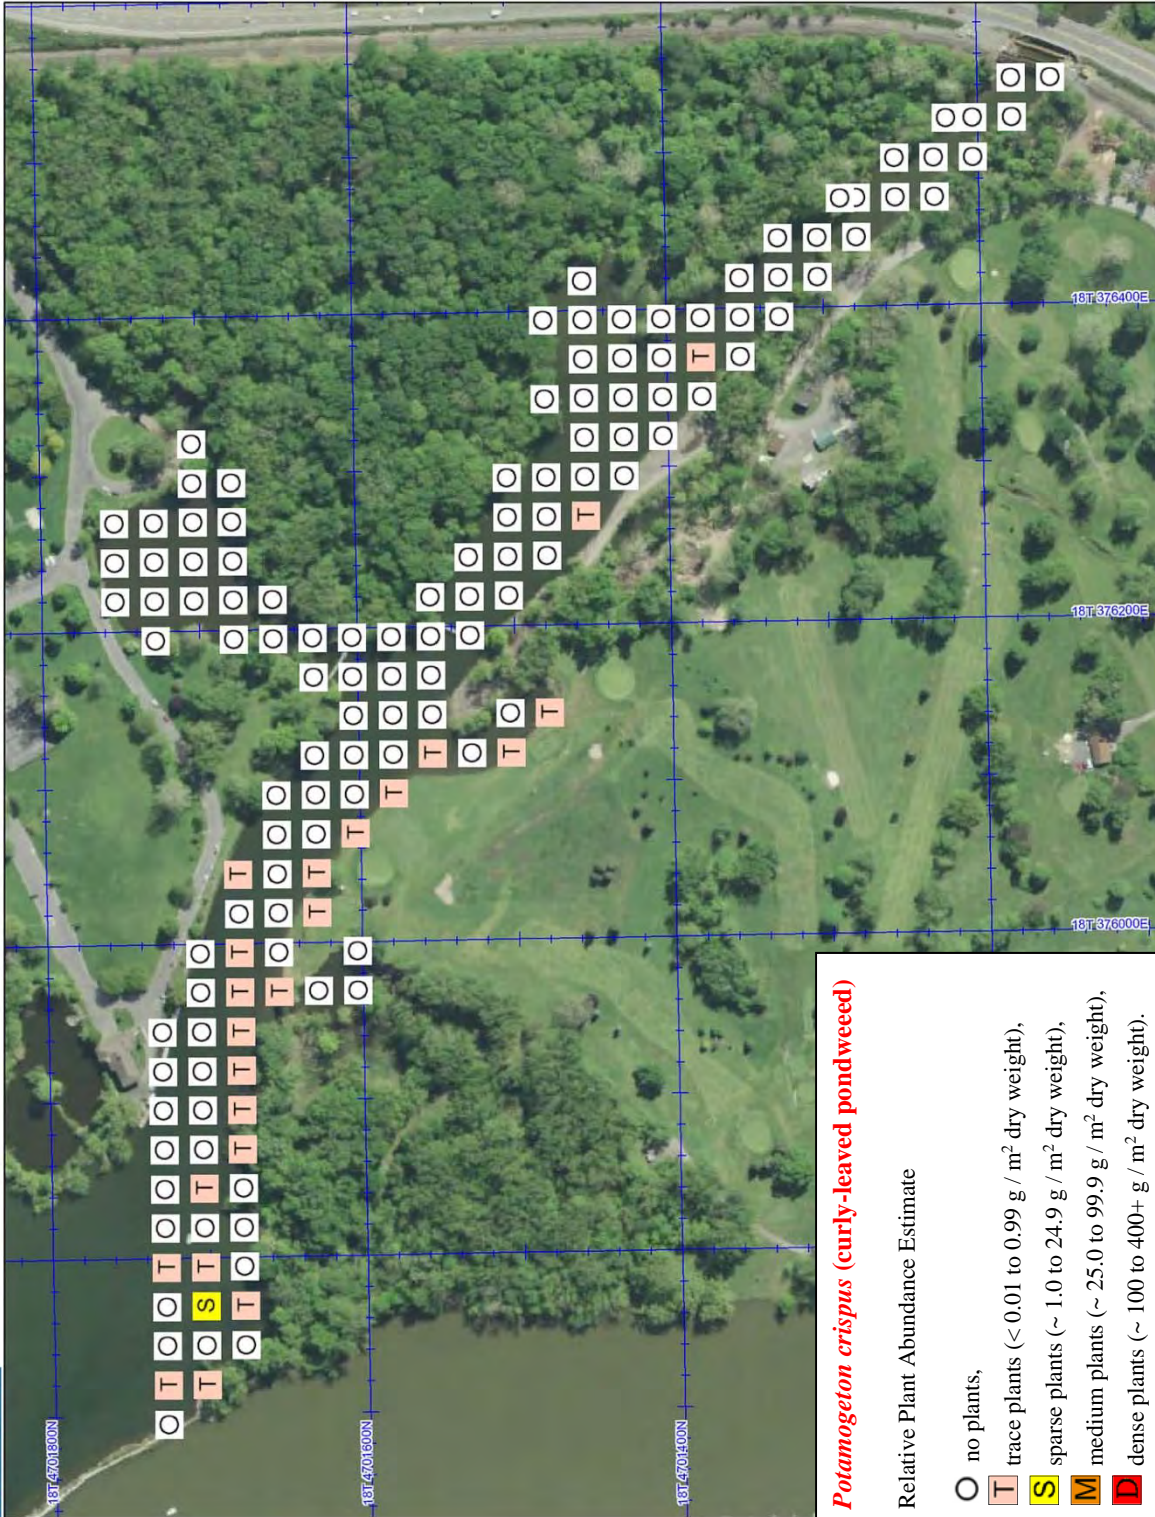 18T 376400E
T
T
18T 376200E
T
T T
T
T
T T
T
18T 376000E
T
T T
T
T
T
T
T
T T
S T
T T
18T 4701800N
18T 4701600N
18T 4701400N
Potamogeton crispus (curly-leaved pondweeed)
Relative Plant Abundance Estimate
O no plants,
T trace plants (< 0.01 to 0.99 g / m² dry weight),
S sparse plants (~ 1.0 to 24.9 g / m² dry weight),
M medium plants (~ 25.0 to 99.9 g / m² dry weight),
D dense plants (~ 100 to 400+ g / m² dry weight).